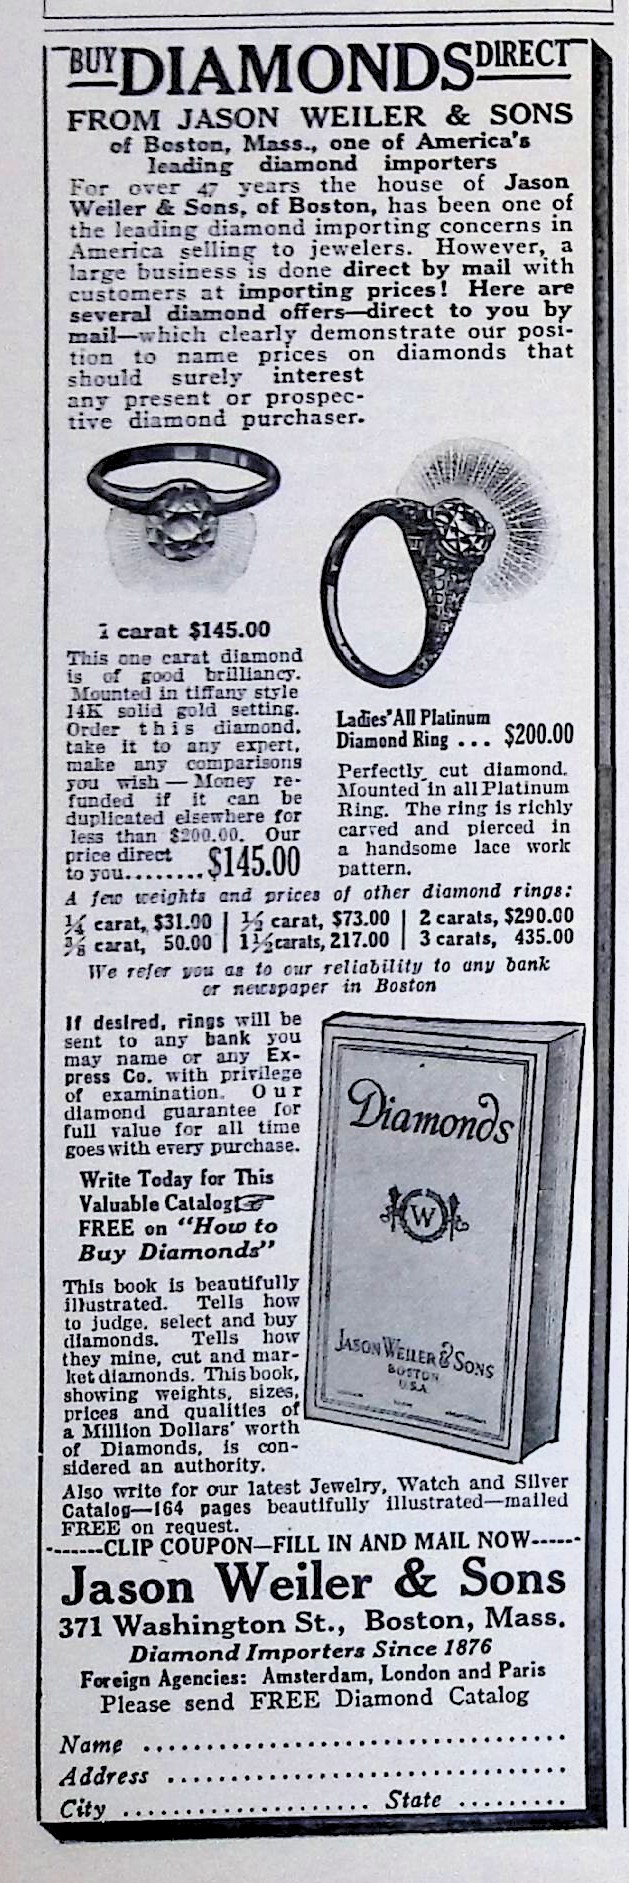 BUY DIAMONDS DIRECT
FROM JASON WEILER & SONS
of Boston, Mass., one of America's
leading diamond importers
For over 47 years the house of Jason
Weiler & Sons, of Boston, has been one of
the leading diamond importing concerns in
America selling to jewelers. However, a
large business is done direct by mail with
customers at importing prices! Here are
several diamond offers—direct to you by
mail—which clearly demonstrate our posi-
tion to name prices on diamonds that
should surely interest
any present or prospec-
tive diamond purchaser.
1 carat $145.00
This one carat diamond
is of good brilliancy.
Mounted in tiffany style
14K solid gold setting.
Order this diamond,
take it to any expert,
make any comparisons
you wish — Money re-
funded if it can be
duplicated elsewhere for
less than $200.00. Our
price direct
to you........ $145.00
Ladies' All Platinum
Diamond Ring ... $200.00
Perfectly cut diamond.
Mounted in all Platinum
Ring. The ring is richly
carved and pierced in
a handsome lace work
pattern.
A few weights and prices of other diamond rings:
¼ carat, $31.00 | ½ carat, $73.00 | 2 carats, $290.00
⅜ carat, 50.00 | 1½ carats, 217.00 | 3 carats, 435.00
We refer you as to our reliability to any bank
or newspaper in Boston
If desired, rings will be
sent to any bank you
may name or any Ex-
press Co. with privilege
of examination. Our
diamond guarantee for
full value for all time
goes with every purchase.
Write Today for This
Valuable Catalog
FREE on "How to
Buy Diamonds"
This book is beautifully
illustrated. Tells how
to judge, select and buy
diamonds. Tells how
they mine, cut and mar-
ket diamonds. This book,
showing weights, sizes,
prices and qualities of
a Million Dollars' worth
of Diamonds, is con-
sidered an authority.
Diamonds
W
JASON WEILER & SONS
BOSTON
U.S.A.
Also write for our latest Jewelry, Watch and Silver
Catalog—164 pages beautifully illustrated—mailed
FREE on request.
-------CLIP COUPON—FILL IN AND MAIL NOW------
Jason Weiler & Sons
371 Washington St., Boston, Mass.
Diamond Importers Since 1876
Foreign Agencies: Amsterdam, London and Paris
Please send FREE Diamond Catalog
Name ....................................
Address ..................................
City ..................... State .........